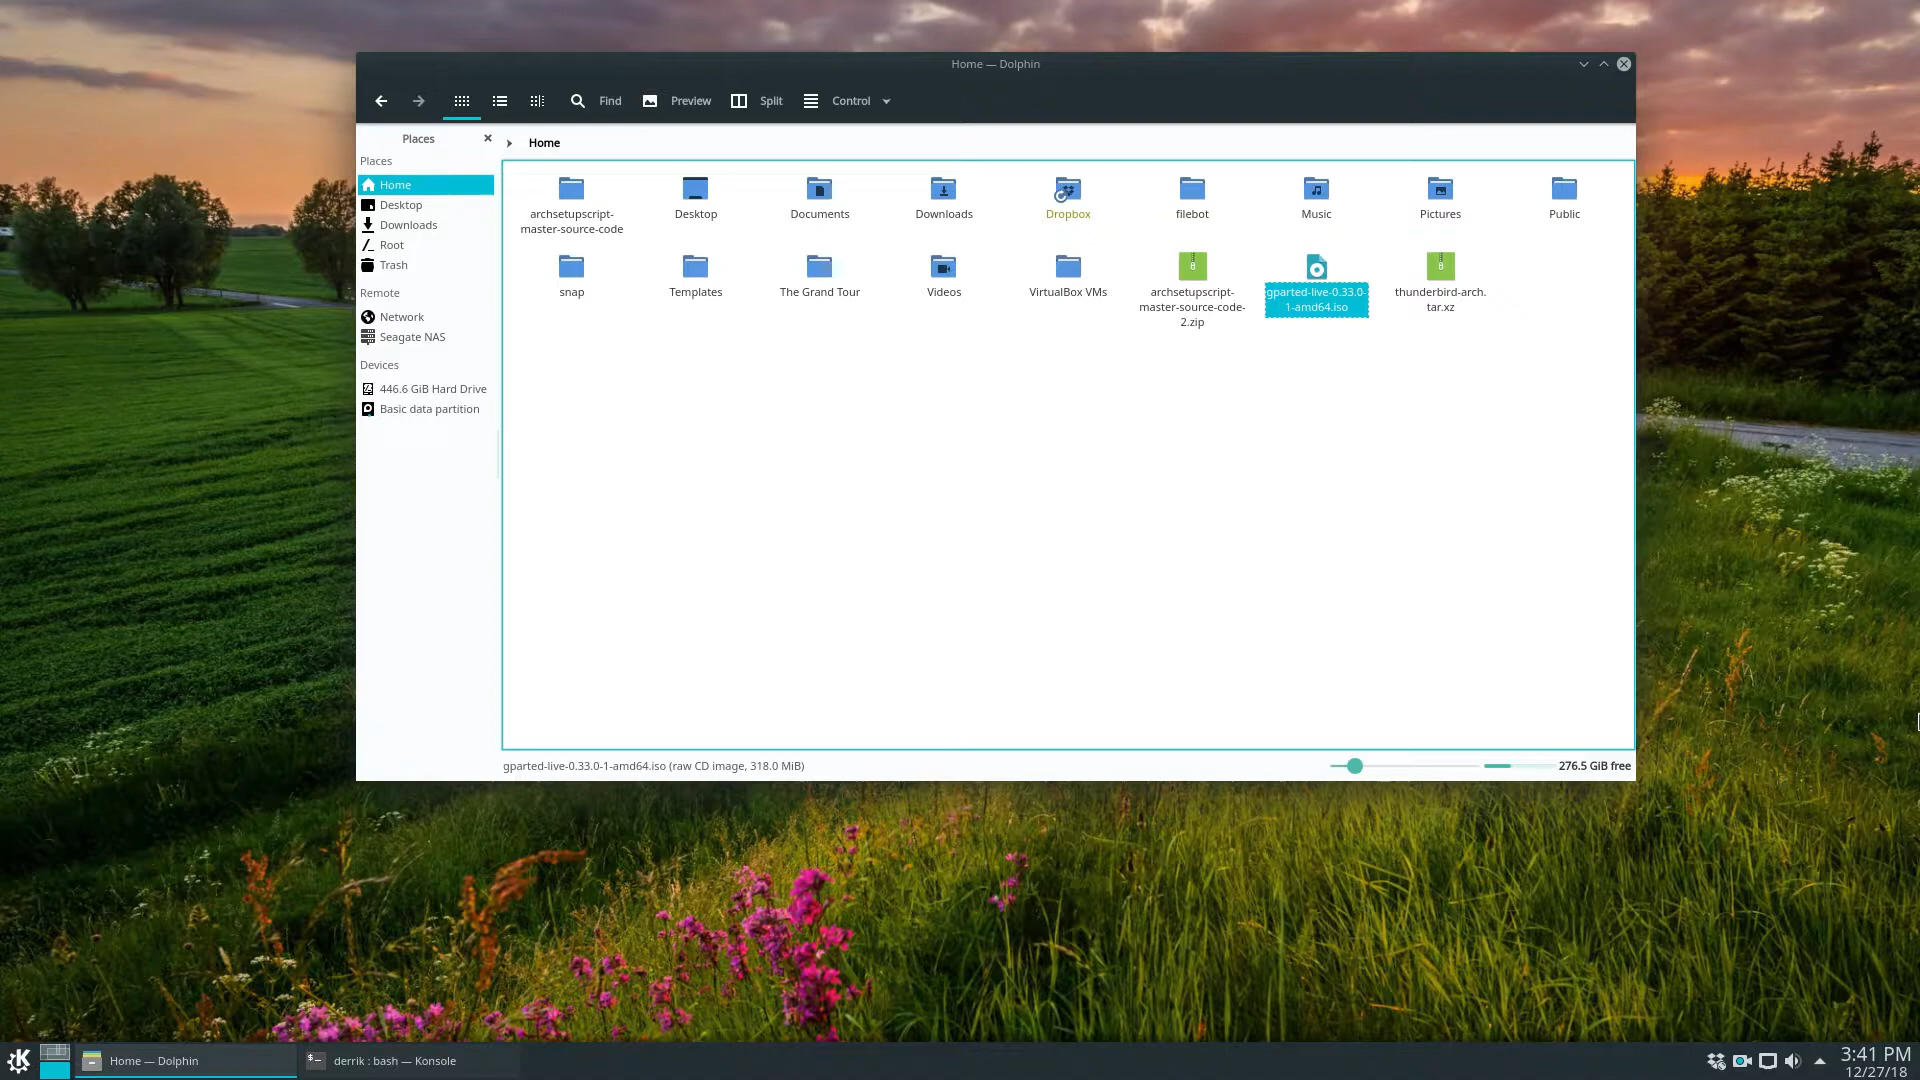 Home — Dolphin
Find
Preview
Split
Control
Places
Home
Places
Home
Desktop
Downloads
Root
Trash
Remote
Network
Seagate NAS
Devices
446.6 GiB Hard Drive
Basic data partition
archsetupscript-
master-source-code
Desktop
Documents
Downloads
Dropbox
filebot
Music
Pictures
Public
snap
Templates
The Grand Tour
Videos
VirtualBox VMs
archsetupscript-
master-source-code-
2.zip
gparted-live-0.33.0-
1-amd64.iso
thunderbird-arch.
tar.xz
gparted-live-0.33.0-1-amd64.iso (raw CD image, 318.0 MiB)
276.5 GiB free
Home — Dolphin
derrik : bash — Konsole
3:41 PM
12/27/18